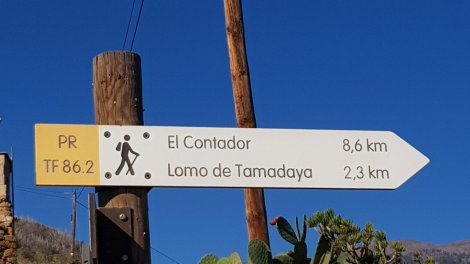 PR
TF 86.2
El Contador 8,6 km
Lomo de Tamadaya 2,3 km